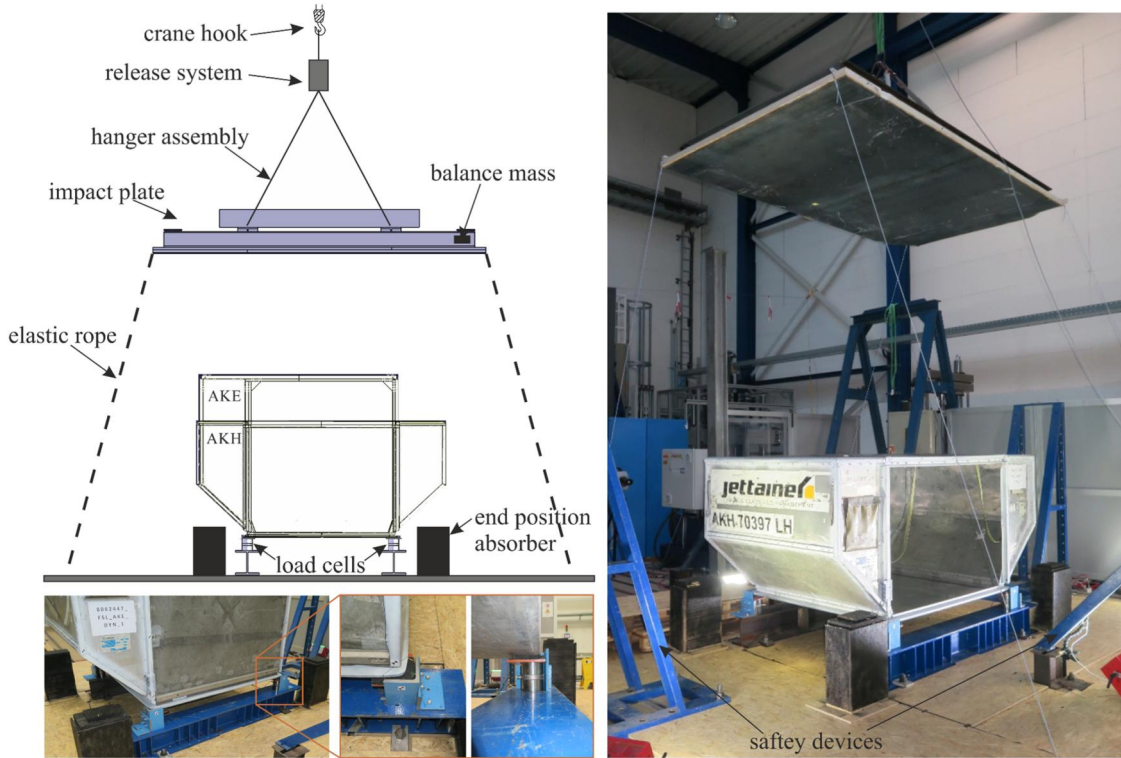 crane hook
release system
hanger assembly
balance mass
impact plate
elastic rope
AKE
AKH
end position
absorber
load cells
jettainer
AKH-70397 LH
saftey devices